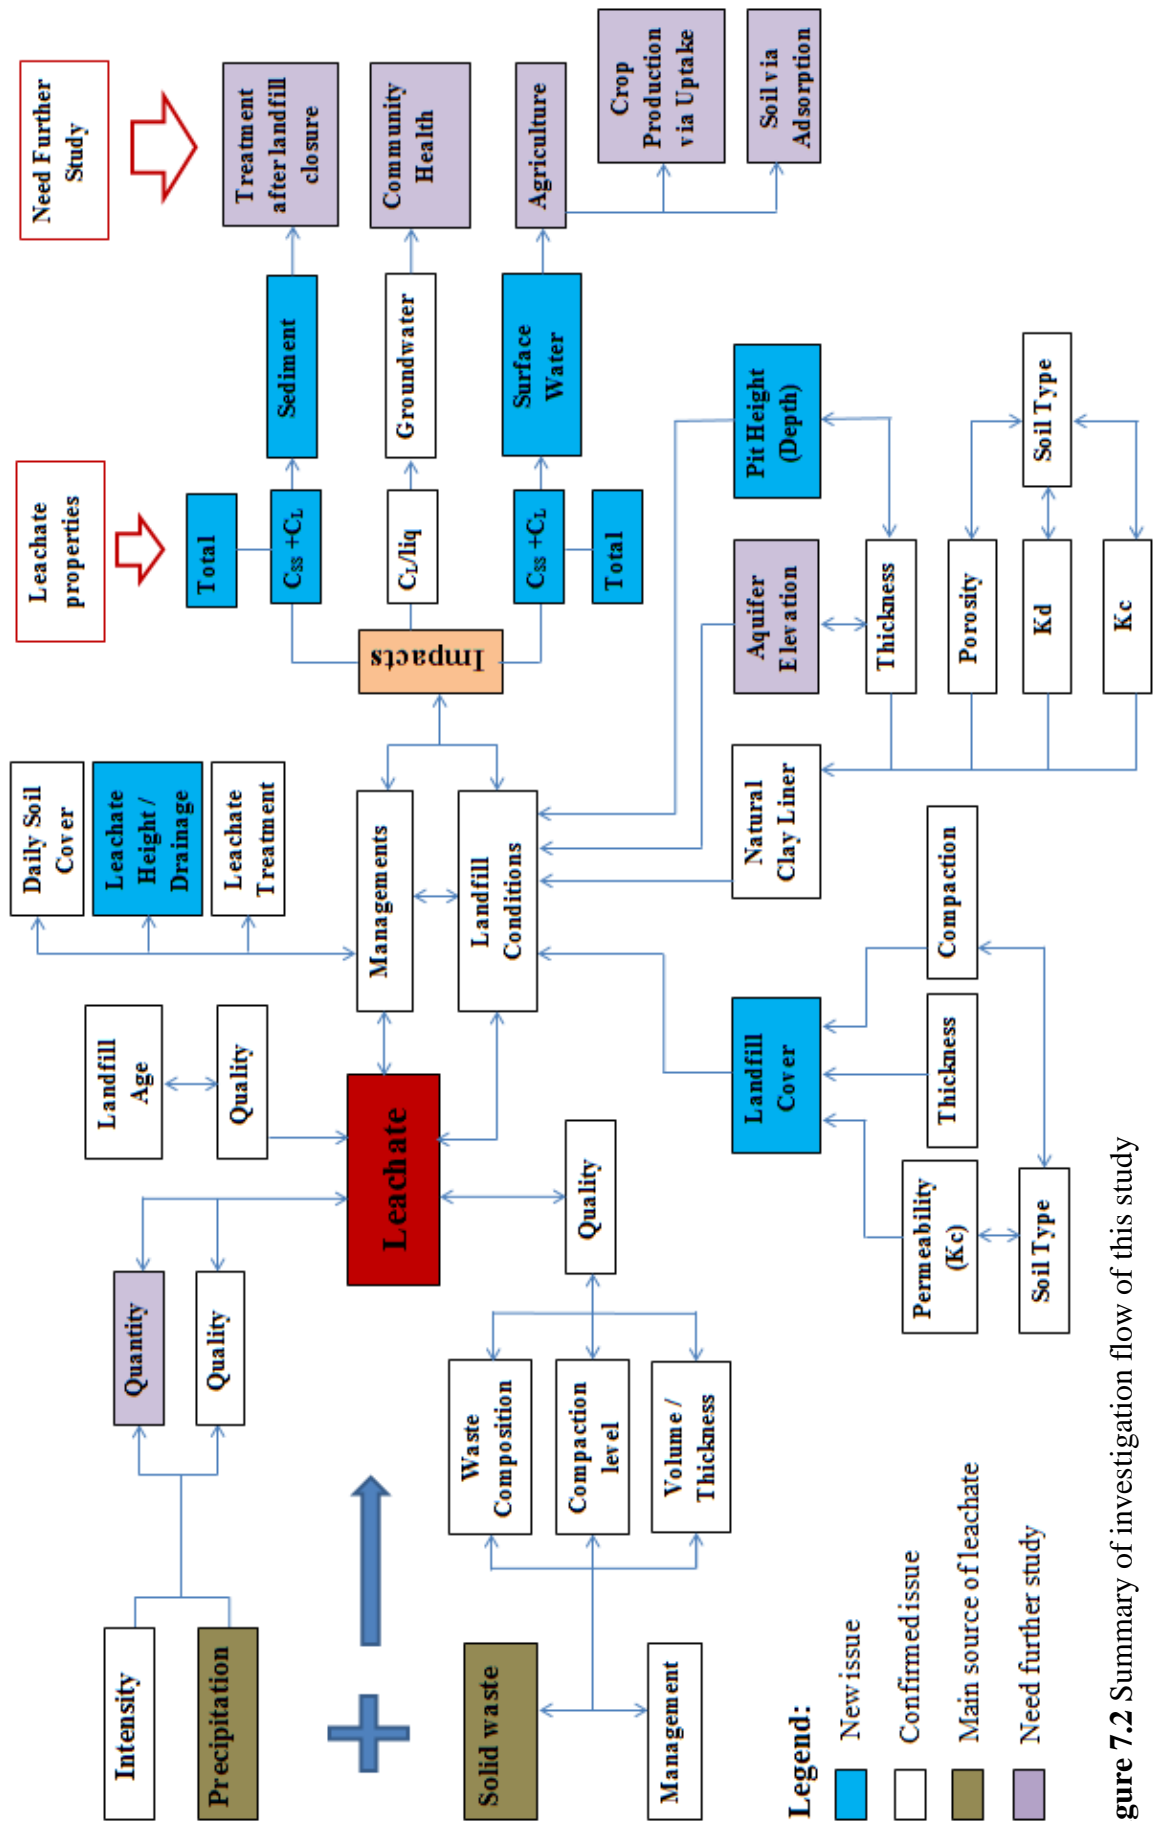 Need Further
Study
Leachate
properties
Treatment
after landfill
closure
Community
Health
Agriculture
Crop
Production
via Uptake
Soil via
Adsorption
Sediment
Groundwater
Surface
Water
Total
CSS +CL
CL/liq
CSS +CL
Total
Impacts
Daily Soil
Cover
Leachate
Height /
Drainage
Leachate
Treatment
Managements
Landfill
Conditions
Pit Height
(Depth)
Aquifer
Elevation
Natural
Clay Liner
Thickness
Porosity
Kd
Kc
Soil Type
Landfill
Age
Quality
Leachate
Quality
Landfill
Cover
Compaction
Thickness
Permeability
(Kc)
Soil Type
Quantity
Quality
Waste
Composition
Compaction
level
Volume /
Thickness
Intensity
Precipitation
Solid waste
Management
Legend:
New issue
Confirmed issue
Main source of leachate
Need further study
gure 7.2 Summary of investigation flow of this study